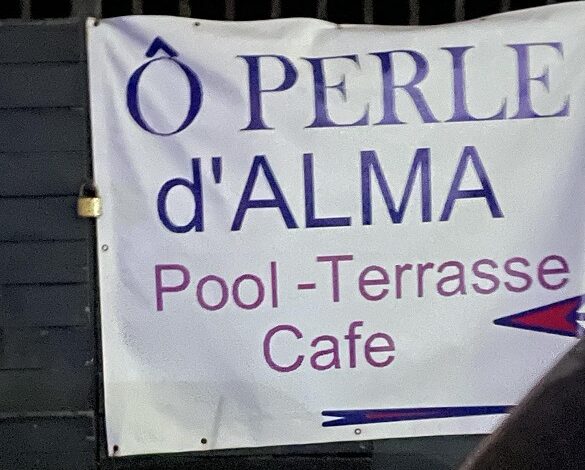 Ô PERLE
d'ALMA
Pool -Terrasse
Cafe